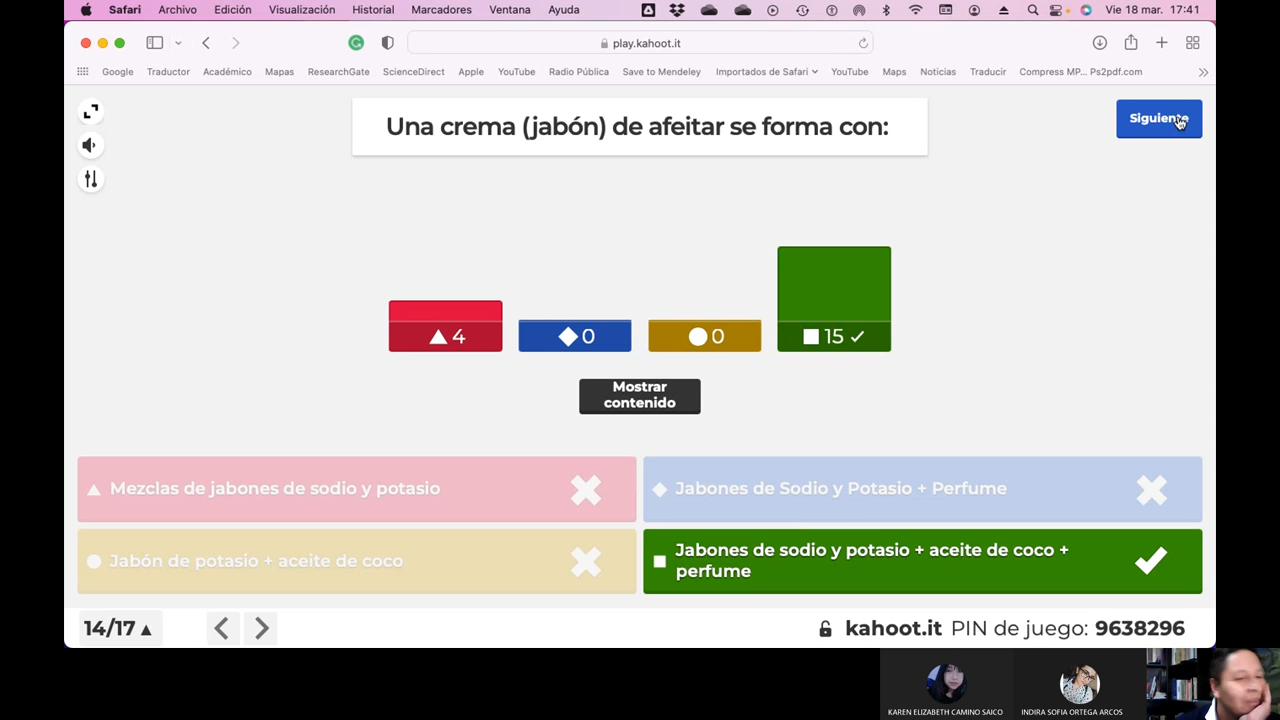 Safari Archivo Edición Visualización Historial Marcadores Ventana Ayuda Vie 18 mar. 17:41
play.kahoot.it
Google Traductor Académico Mapas ResearchGate ScienceDirect Apple YouTube Radio Pública Save to Mendeley Importados de Safari YouTube Maps Noticias Traducir Compress MP... Ps2pdf.com
Una crema (jabón) de afeitar se forma con:
Siguiente
4 0 0 15
Mostrar
contenido
Mezclas de jabones de sodio y potasio
Jabones de Sodio y Potasio + Perfume
Jabón de potasio + aceite de coco
Jabones de sodio y potasio + aceite de coco +
perfume
14/17
kahoot.it PIN de juego: 9638296
KAREN ELIZABETH CAMINO SAICO
INDIRA SOFIA ORTEGA ARCOS